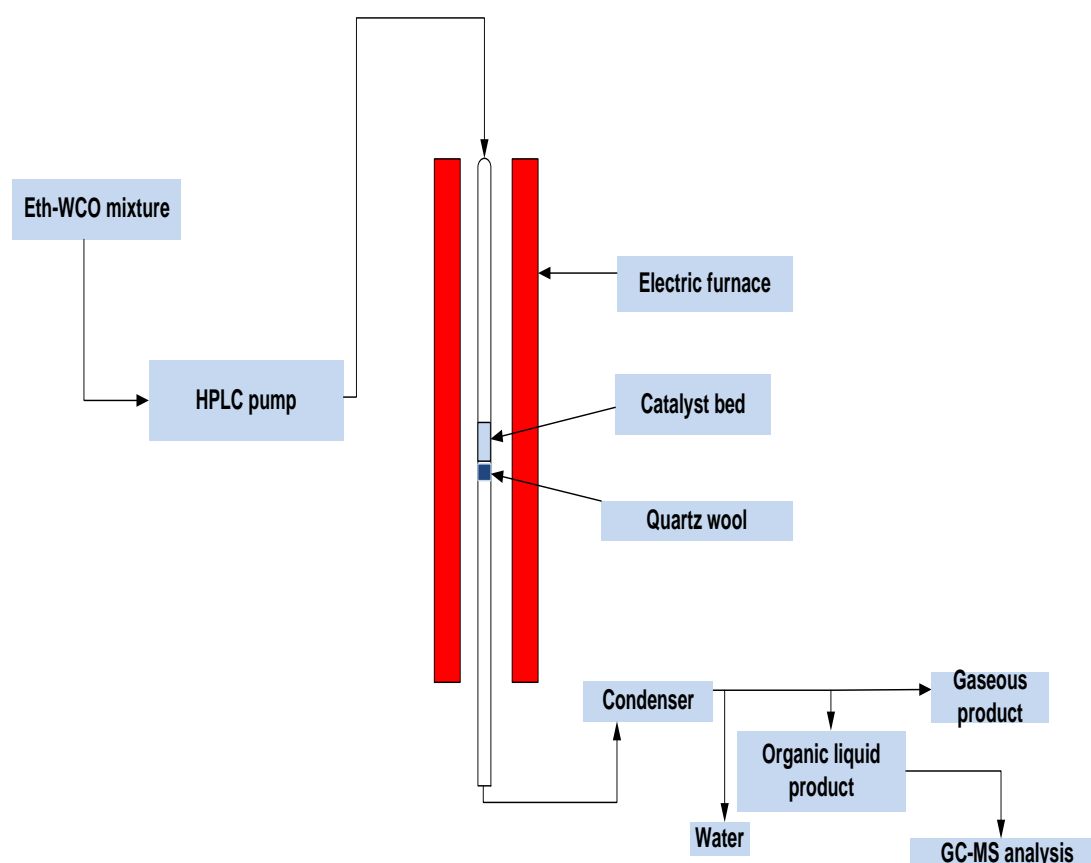 Eth-WCO mixture
HPLC pump
Electric furnace
Catalyst bed
Quartz wool
Condenser
Gaseous
product
Organic liquid
product
Water
GC-MS analysis